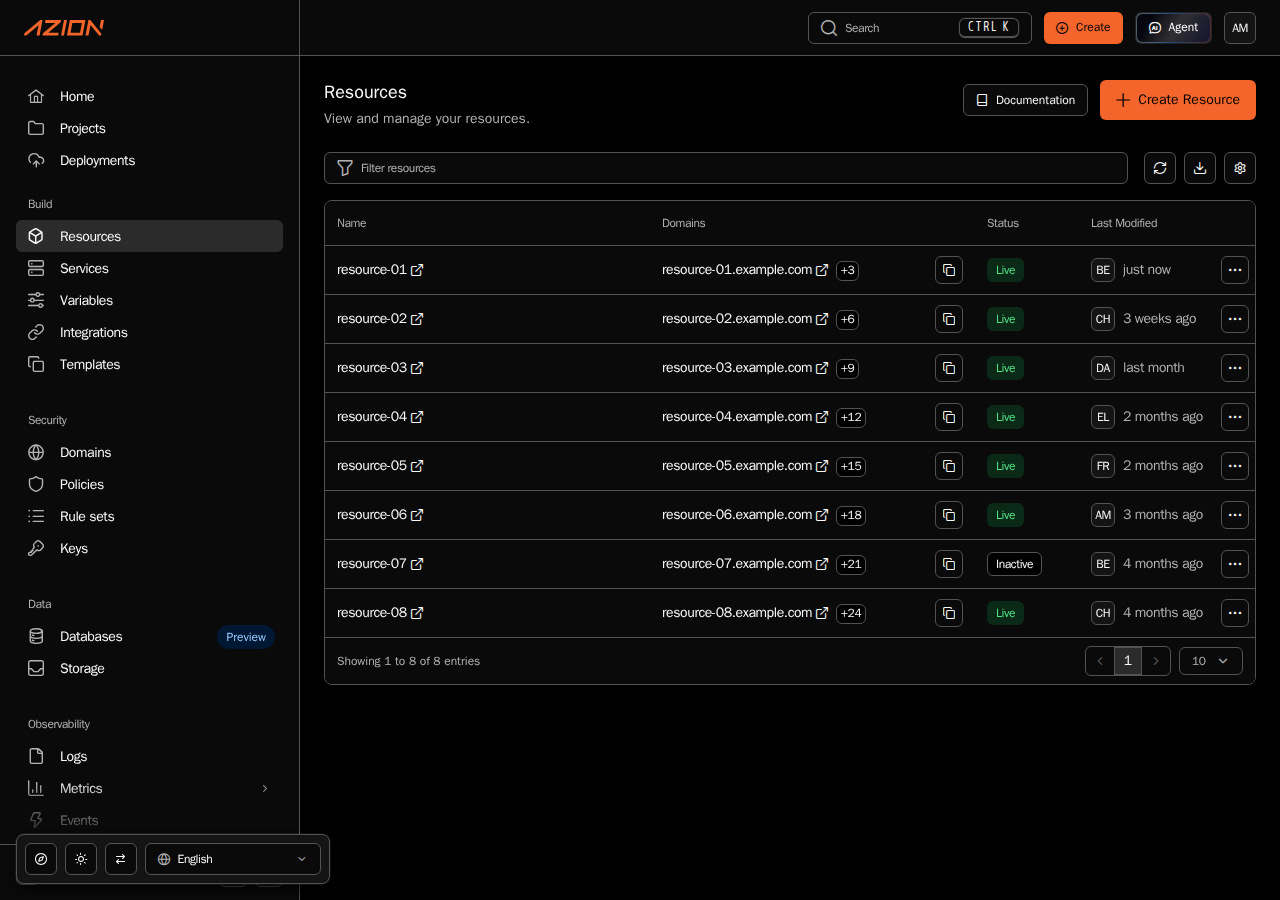 AZION
Search
CTRL K
Create
Agent
AM
Home
Projects
Deployments
Build
Resources
Services
Variables
Integrations
Templates
Security
Domains
Policies
Rule sets
Keys
Data
Databases
Preview
Storage
Observability
Logs
Metrics
Events
English
Resources
View and manage your resources.
Documentation
Create Resource
Filter resources
Name Domains Status Last Modified
resource-01 resource-01.example.com +3 Live BE just now
resource-02 resource-02.example.com +6 Live CH 3 weeks ago
resource-03 resource-03.example.com +9 Live DA last month
resource-04 resource-04.example.com +12 Live EL 2 months ago
resource-05 resource-05.example.com +15 Live FR 2 months ago
resource-06 resource-06.example.com +18 Live AM 3 months ago
resource-07 resource-07.example.com +21 Inactive BE 4 months ago
resource-08 resource-08.example.com +24 Live CH 4 months ago
Showing 1 to 8 of 8 entries
1
10